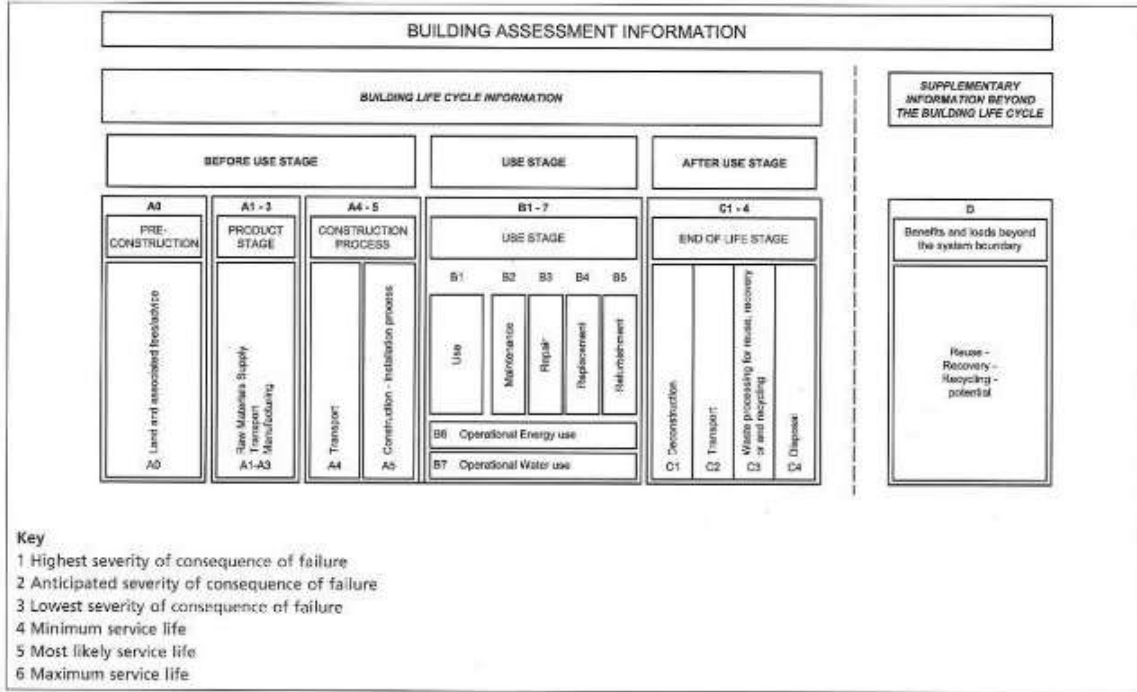 BUILDING ASSESSMENT INFORMATION
BUILDING LIFE CYCLE INFORMATION
SUPPLEMENTARY
INFORMATION BEYOND
THE BUILDING LIFE CYCLE
BEFORE USE STAGE
USE STAGE
AFTER USE STAGE
A0
PRE-
CONSTRUCTION
Land and associated fees/advice
A0
A1 - 3
PRODUCT
STAGE
Raw Materials Supply
Transport
Manufacturing
A1-A3
A4 - 5
CONSTRUCTION
PROCESS
Transport
A4
Construction - Installation process
A5
B1 - 7
USE STAGE
B1
Use
B2
Maintenance
B3
Repair
B4
Replacement
B5
Refurbishment
B6 Operational Energy use
B7 Operational Water use
C1 - 4
END OF LIFE STAGE
Deconstruction
C1
Transport
C2
Waste processing for reuse, recovery
or and recycling
C3
Disposal
C4
D
Benefits and loads beyond
the system boundary
Reuse -
Recovery -
Recycling -
potential
Key
1 Highest severity of consequence of failure
2 Anticipated severity of consequence of failure
3 Lowest severity of consequence of failure
4 Minimum service life
5 Most likely service life
6 Maximum service life